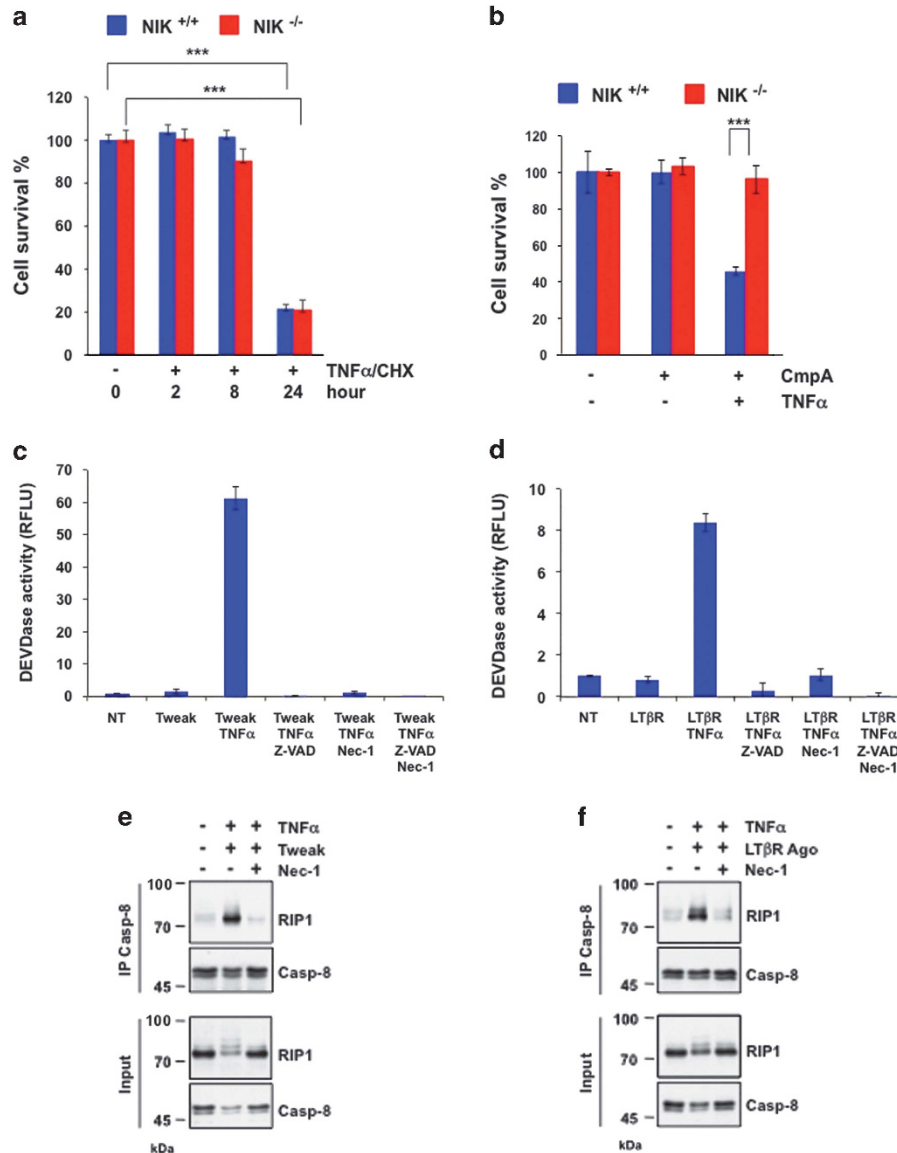 a
NIK +/+ NIK -/-
***
***
120
100
80
60
40
20
0
Cell survival %
- + + + TNFα/CHX
0 2 8 24 hour
b
NIK +/+ NIK -/-
***
120
100
80
60
40
20
0
Cell survival %
- + + CmpA
- - + TNFα
c
70
60
50
40
30
20
10
0
DEVDase activity (RFLU)
NT Tweak Tweak Tweak Tweak Tweak
TNFα TNFα TNFα TNFα
Z-VAD Nec-1 Z-VAD
Nec-1
d
10
8
6
4
2
0
DEVDase activity (RFLU)
NT LTβR LTβR LTβR LTβR LTβR
TNFα TNFα TNFα TNFα
Z-VAD Nec-1 Z-VAD
Nec-1
e
- + + TNFα
- + + Tweak
- - + Nec-1
IP Casp-8
100
70
RIP1
45
Casp-8
Input
100
70
RIP1
45
Casp-8
kDa
f
- + + TNFα
- + + LTβR Ago
- - + Nec-1
IP Casp-8
100
70
RIP1
45
Casp-8
Input
100
70
RIP1
45
Casp-8
kDa